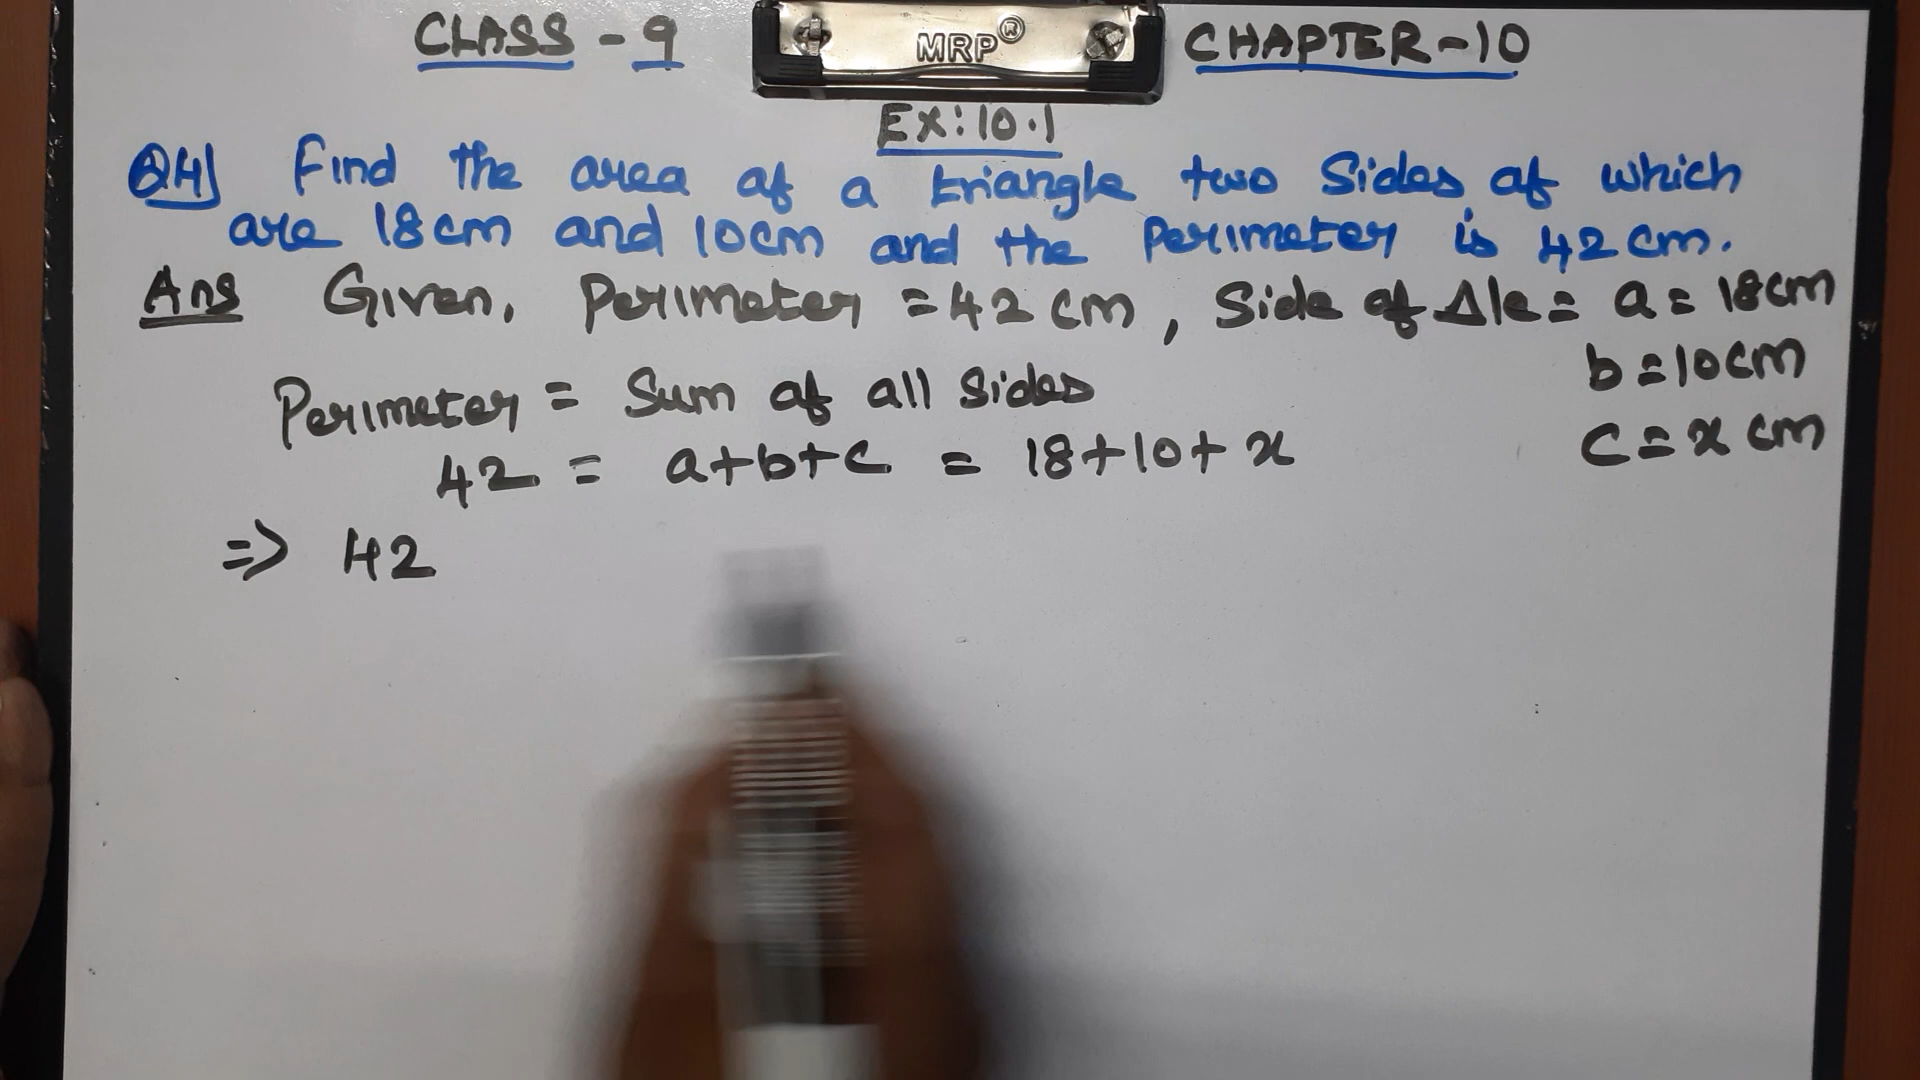 CLASS - 9 MRP® CHAPTER-10
Ex: 10.1
Q4) Find the area of a triangle two Sides of which
are 18cm and 10cm and the Perimeter is 42cm.
Ans Given, Perimeter = 42 cm, Side of Δle = a = 18cm
b = 10cm
Perimeter = Sum of all Sides
c = x cm
42 = a+b+c = 18+10+x
=> 42